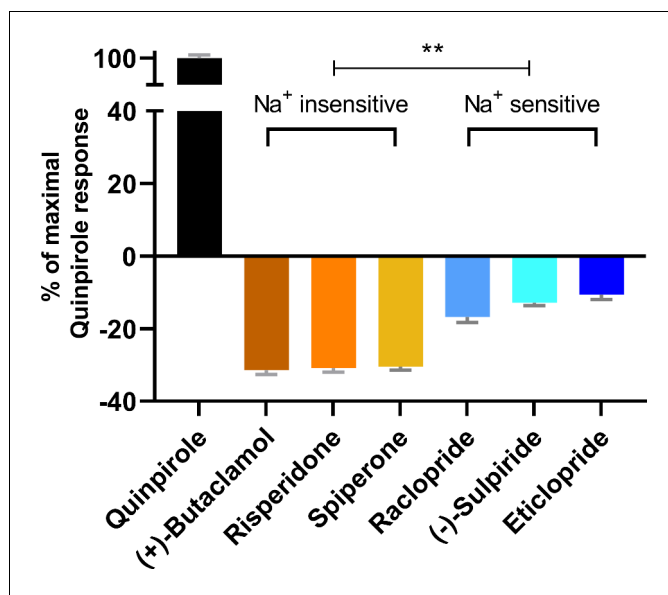 **
100
Na+ insensitive
Na+ sensitive
40
20
0
-20
-40
% of maximal
Quinpirole response
Quinpirole
(+)-Butaclamol
Risperidone
Spiperone
Raclopride
(-)-Sulpiride
Eticlopride